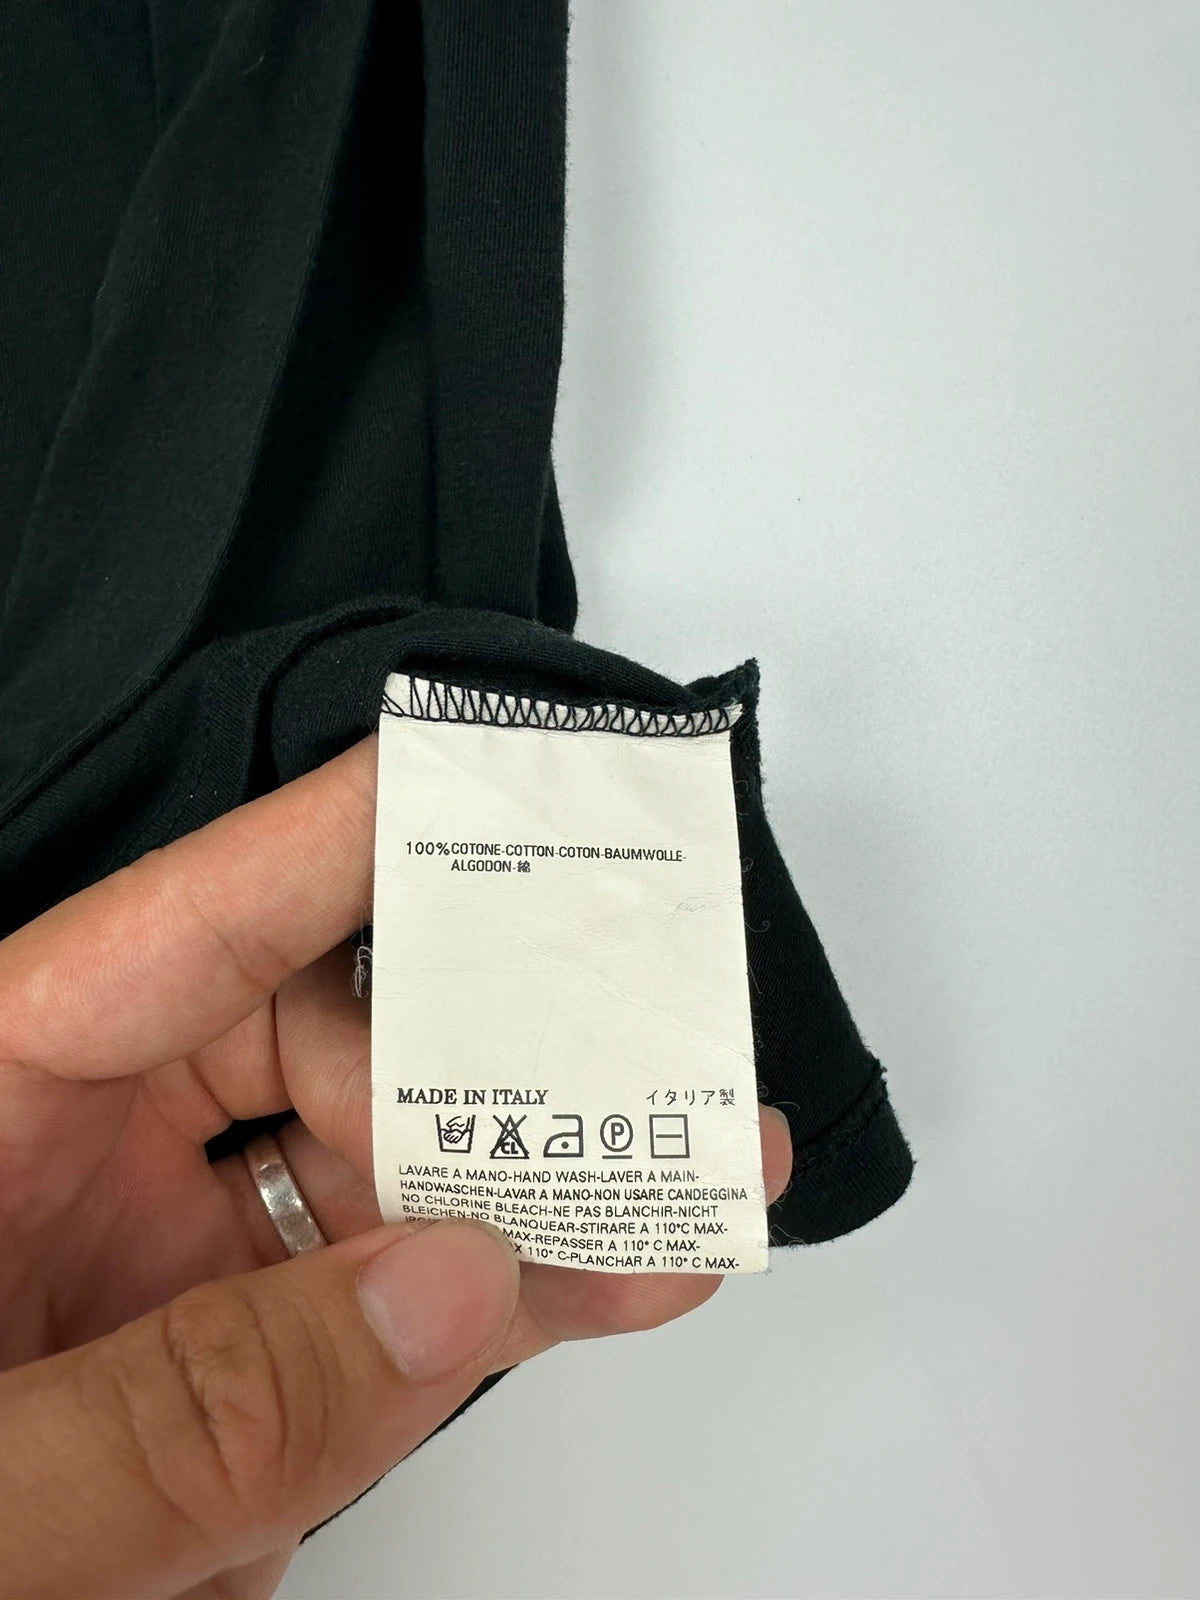 100%COTONE-COTTON-COTON-BAUMWOLLE-
ALGODON-綿
MADE IN ITALY イタリア製
CL P
LAVARE A MANO-HAND WASH-LAVER A MAIN-
HANDWASCHEN-LAVAR A MANO-NON USARE CANDEGGINA
NO CHLORINE BLEACH-NE PAS BLANCHIR-NICHT
BLEICHEN-NO BLANQUEAR-STIRARE A 110°C MAX-
MAX-REPASSER A 110° C MAX-
110° C-PLANCHAR A 110° C MAX-